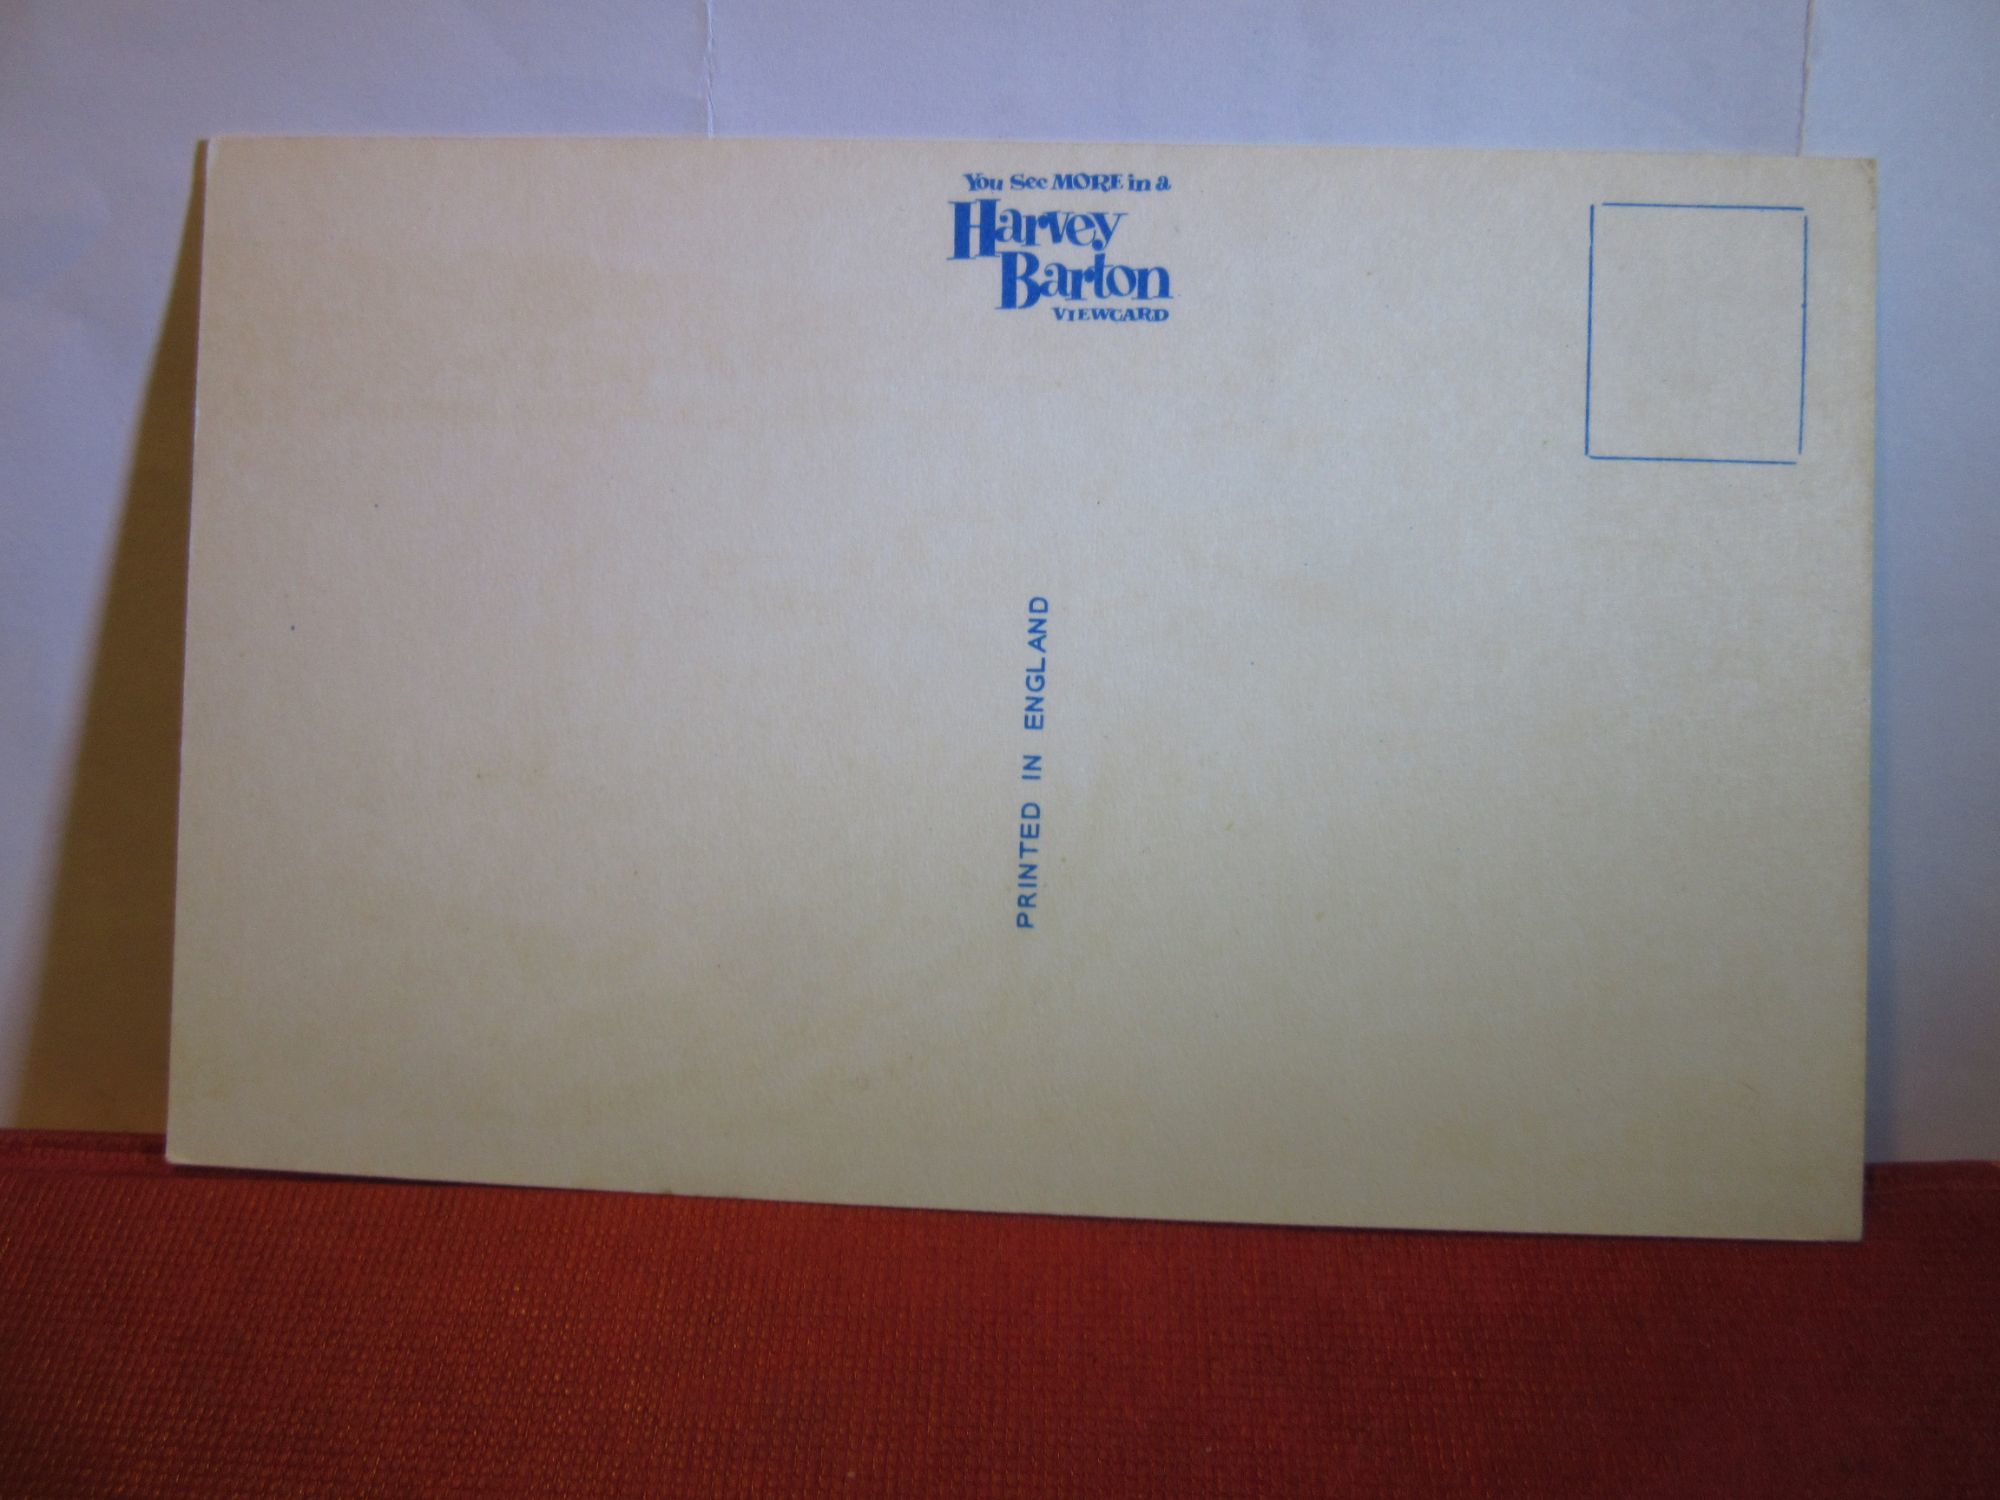 You See MORE in a
Harvey
Barton
VIEWCARD
PRINTED IN ENGLAND